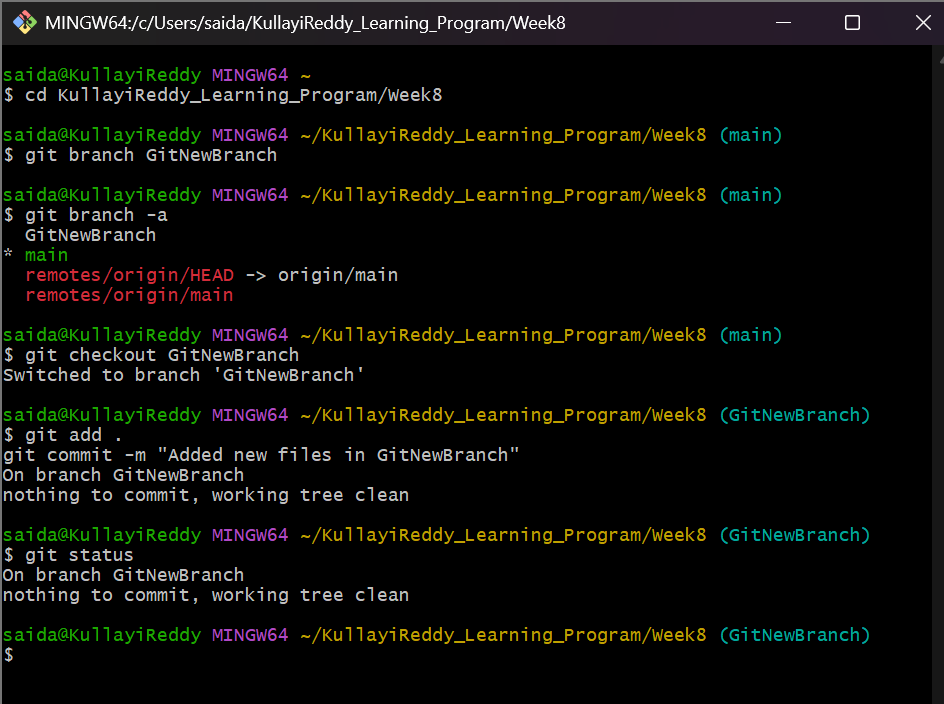 MINGW64:/c/Users/saida/KullayiReddy_Learning_Program/Week8
saida@KullayiReddy MINGW64 ~
$ cd KullayiReddy_Learning_Program/Week8
saida@KullayiReddy MINGW64 ~/KullayiReddy_Learning_Program/Week8 (main)
$ git branch GitNewBranch
saida@KullayiReddy MINGW64 ~/KullayiReddy_Learning_Program/Week8 (main)
$ git branch -a
  GitNewBranch
* main
  remotes/origin/HEAD -> origin/main
  remotes/origin/main
saida@KullayiReddy MINGW64 ~/KullayiReddy_Learning_Program/Week8 (main)
$ git checkout GitNewBranch
Switched to branch 'GitNewBranch'
saida@KullayiReddy MINGW64 ~/KullayiReddy_Learning_Program/Week8 (GitNewBranch)
$ git add .
git commit -m "Added new files in GitNewBranch"
On branch GitNewBranch
nothing to commit, working tree clean
saida@KullayiReddy MINGW64 ~/KullayiReddy_Learning_Program/Week8 (GitNewBranch)
$ git status
On branch GitNewBranch
nothing to commit, working tree clean
saida@KullayiReddy MINGW64 ~/KullayiReddy_Learning_Program/Week8 (GitNewBranch)
$